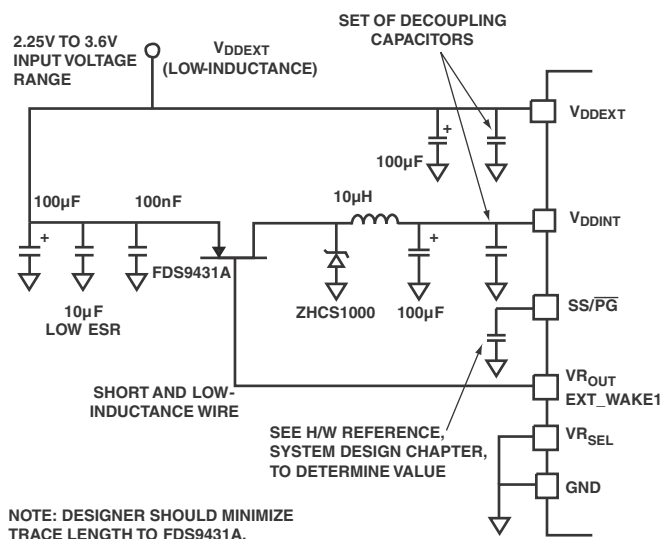 SET OF DECOUPLING
CAPACITORS
2.25V TO 3.6V
INPUT VOLTAGE
RANGE
VDDEXT
(LOW-INDUCTANCE)
VDDEXT
+
100µF
100µF
100nF
10µH
VDDINT
+
+
FDS9431A
10µF
LOW ESR
ZHCS1000
100µF
SS/PG
SHORT AND LOW-
INDUCTANCE WIRE
VROUT
EXT_WAKE1
SEE H/W REFERENCE,
SYSTEM DESIGN CHAPTER,
TO DETERMINE VALUE
VRSEL
GND
NOTE: DESIGNER SHOULD MINIMIZE
TRACE LENGTH TO FDS9431A.